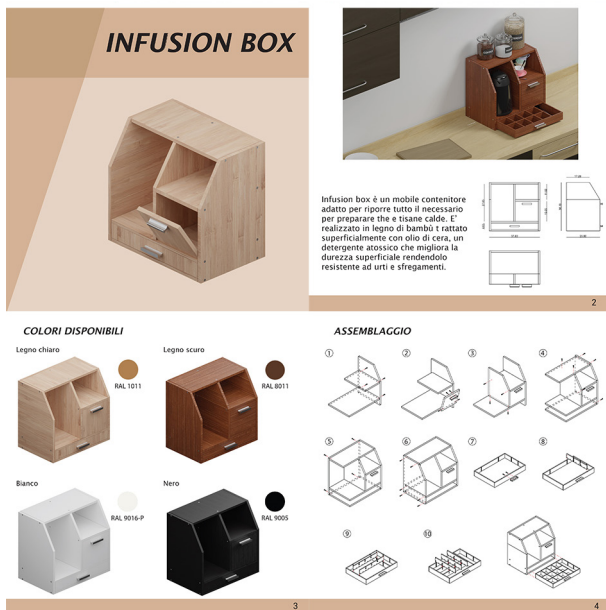 INFUSION BOX
Infusion box è un mobile contenitore
adatto per riporre tutto il necessario
per preparare the e tisane calde. E'
realizzato in legno di bambù t rattato
superficialmente con olio di cera, un
detergente atossico che migliora la
durezza superficiale rendendolo
resistente ad urti e sfregamenti.
2
COLORI DISPONIBILI
Legno chiaro
RAL 1011
Legno scuro
RAL 8011
Bianco
RAL 9016-P
Nero
RAL 9005
3
ASSEMBLAGGIO
1
2
3
4
5
6
7
8
9
10
4